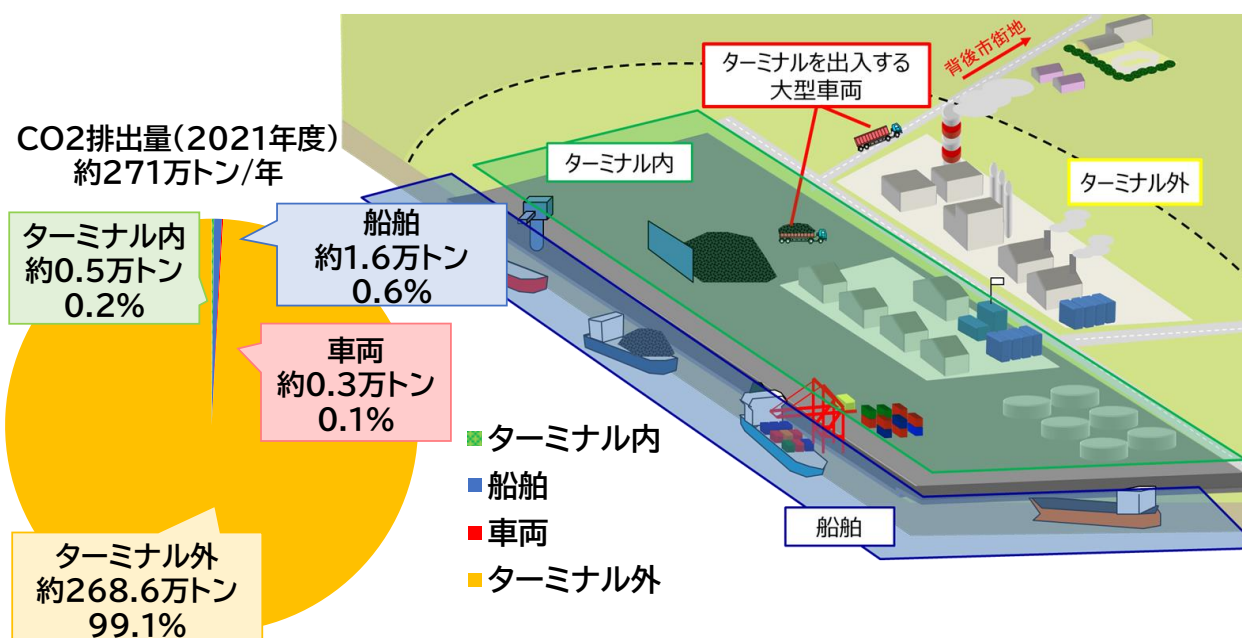 CO2排出量(2021年度)
約271万トン/年
ターミナル内
約0.5万トン
0.2%
船舶
約1.6万トン
0.6%
車両
約0.3万トン
0.1%
ターミナル外
約268.6万トン
99.1%
ターミナル内
船舶
車両
ターミナル外
ターミナルを出入する
大型車両
背後市街地
ターミナル内
ターミナル外
船舶